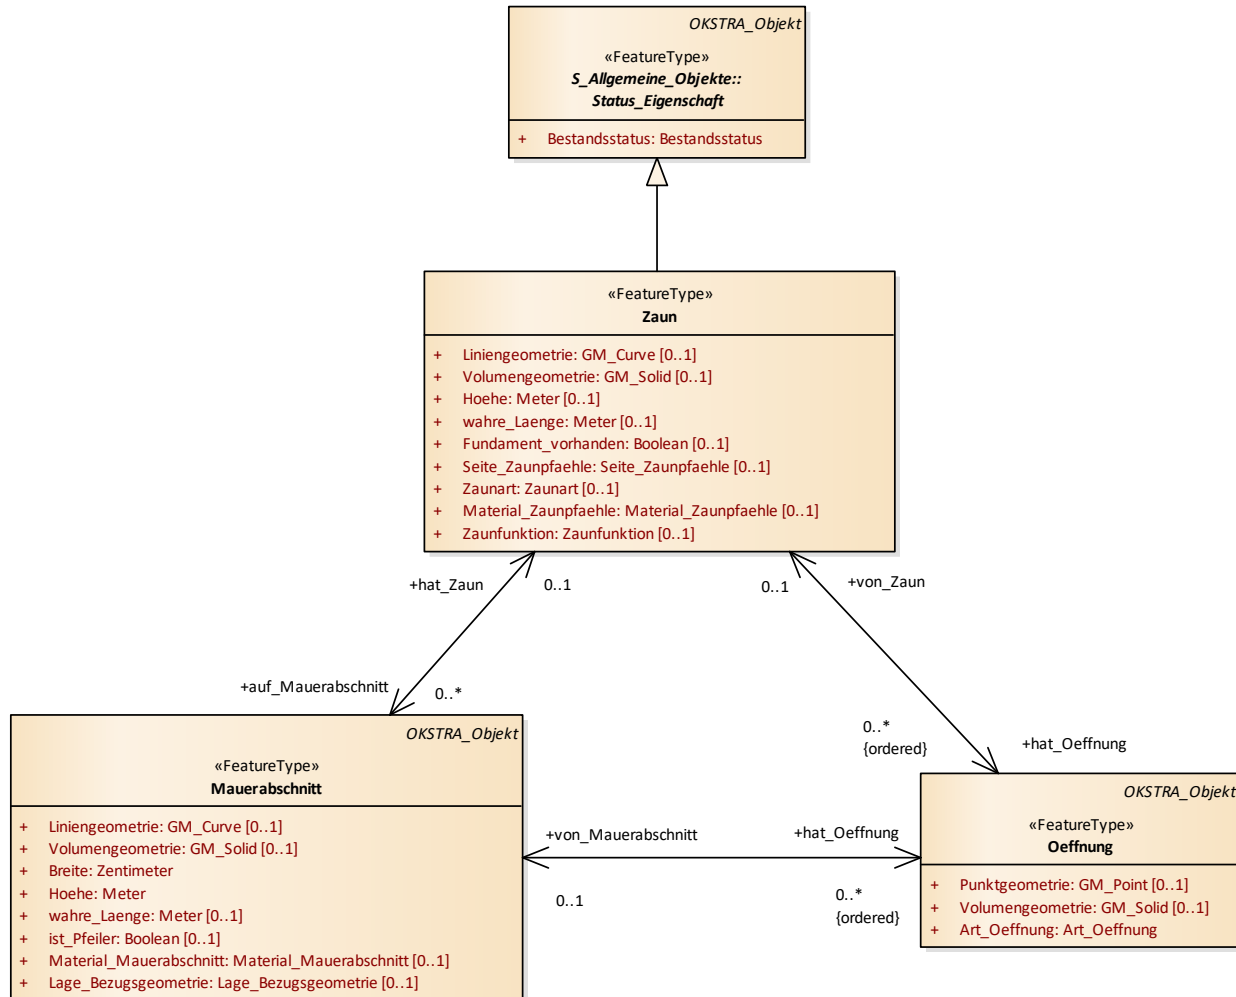 OKSTRA_Objekt
«FeatureType»
S_Allgemeine_Objekte::
Status_Eigenschaft
+ Bestandsstatus: Bestandsstatus
«FeatureType»
Zaun
+ Liniengeometrie: GM_Curve [0..1]
+ Volumengeometrie: GM_Solid [0..1]
+ Hoehe: Meter [0..1]
+ wahre_Laenge: Meter [0..1]
+ Fundament_vorhanden: Boolean [0..1]
+ Seite_Zaunpfaehle: Seite_Zaunpfaehle [0..1]
+ Zaunart: Zaunart [0..1]
+ Material_Zaunpfaehle: Material_Zaunpfaehle [0..1]
+ Zaunfunktion: Zaunfunktion [0..1]
+hat_Zaun
0..1
0..1
+von_Zaun
+auf_Mauerabschnitt
0..*
0..*
{ordered}
+hat_Oeffnung
OKSTRA_Objekt
«FeatureType»
Mauerabschnitt
+ Liniengeometrie: GM_Curve [0..1]
+ Volumengeometrie: GM_Solid [0..1]
+ Breite: Zentimeter
+ Hoehe: Meter
+ wahre_Laenge: Meter [0..1]
+ ist_Pfeiler: Boolean [0..1]
+ Material_Mauerabschnitt: Material_Mauerabschnitt [0..1]
+ Lage_Bezugsgeometrie: Lage_Bezugsgeometrie [0..1]
+von_Mauerabschnitt
+hat_Oeffnung
0..1
0..*
{ordered}
OKSTRA_Objekt
«FeatureType»
Oeffnung
+ Punktgeometrie: GM_Point [0..1]
+ Volumengeometrie: GM_Solid [0..1]
+ Art_Oeffnung: Art_Oeffnung